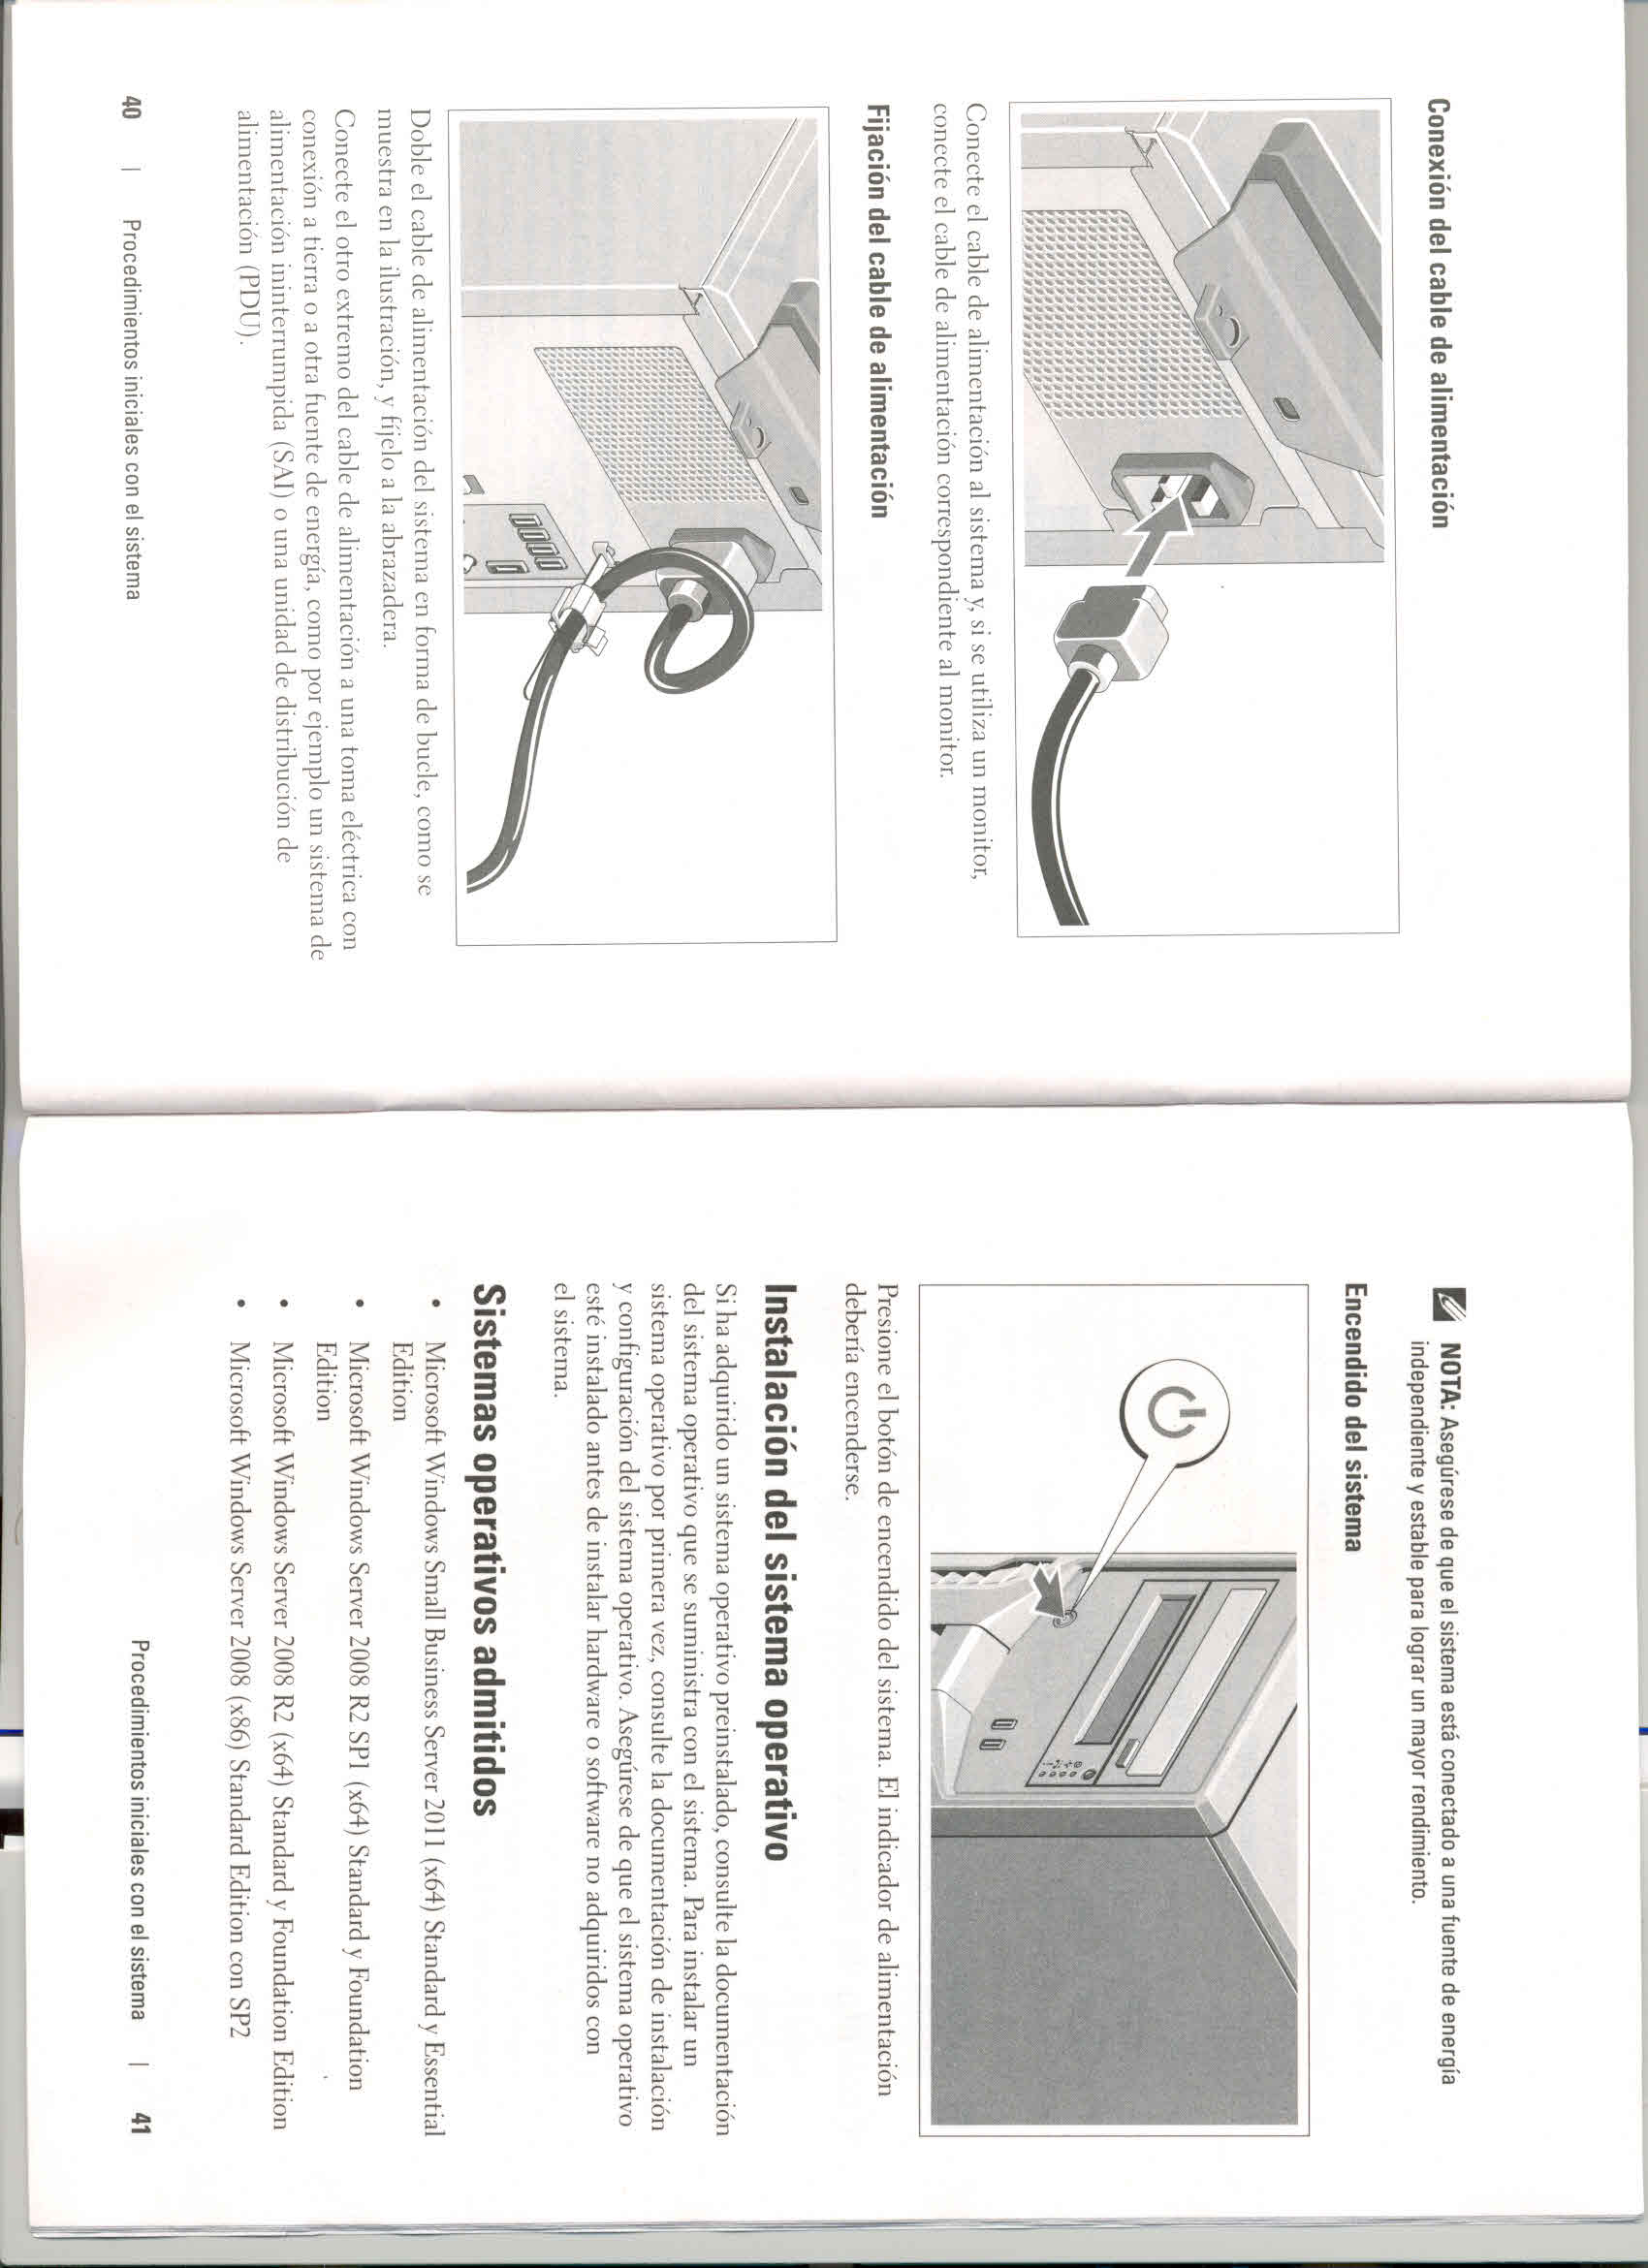 Conexión del cable de alimentación
Conecte el cable de alimentación al sistema y, si se utiliza un monitor,
conecte el cable de alimentación correspondiente al monitor.
Fijación del cable de alimentación
Doble el cable de alimentación del sistema en forma de bucle, como se
muestra en la ilustración, y fíjelo a la abrazadera.
Conecte el otro extremo del cable de alimentación a una toma eléctrica con
conexión a tierra o a otra fuente de energía, como por ejemplo un sistema de
alimentación ininterrumpida (SAI) o una unidad de distribución de
alimentación (PDU).
40 | Procedimientos iniciales con el sistema
NOTA: Asegúrese de que el sistema está conectado a una fuente de energía
independiente y estable para lograr un mayor rendimiento.
Encendido del sistema
Presione el botón de encendido del sistema. El indicador de alimentación
debería encenderse.
Instalación del sistema operativo
Si ha adquirido un sistema operativo preinstalado, consulte la documentación
del sistema operativo que se suministra con el sistema. Para instalar un
sistema operativo por primera vez, consulte la documentación de instalación
y configuración del sistema operativo. Asegúrese de que el sistema operativo
esté instalado antes de instalar hardware o software no adquiridos con
el sistema.
Sistemas operativos admitidos
• Microsoft Windows Small Business Server 2011 (x64) Standard y Essential
Edition
• Microsoft Windows Server 2008 R2 SP1 (x64) Standard y Foundation
Edition
• Microsoft Windows Server 2008 R2 (x64) Standard y Foundation Edition
• Microsoft Windows Server 2008 (x86) Standard Edition con SP2
Procedimientos iniciales con el sistema | 41